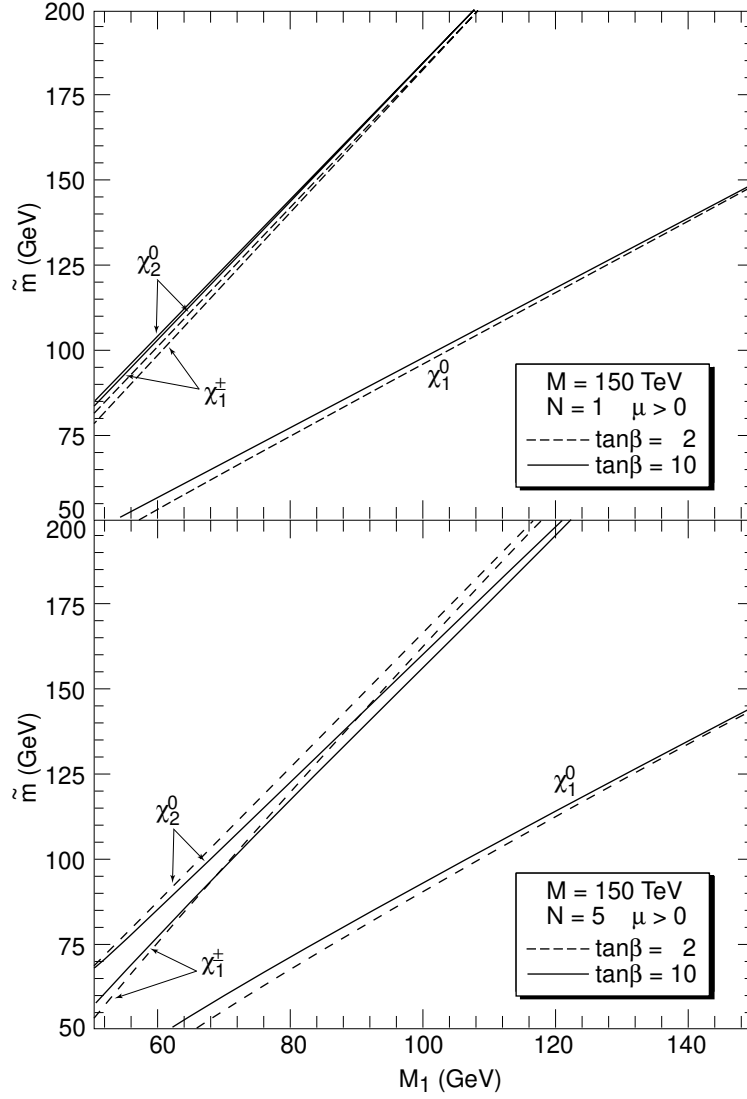 200
175
150
125
100
75
50
m̃ (GeV)
χ₂⁰
χ₁±
χ₁⁰
M = 150 TeV
N = 1 μ > 0
tanβ = 2
tanβ = 10
200
175
150
125
100
75
50
m̃ (GeV)
χ₂⁰
χ₁±
χ₁⁰
M = 150 TeV
N = 5 μ > 0
tanβ = 2
tanβ = 10
60 80 100 120 140
M₁ (GeV)